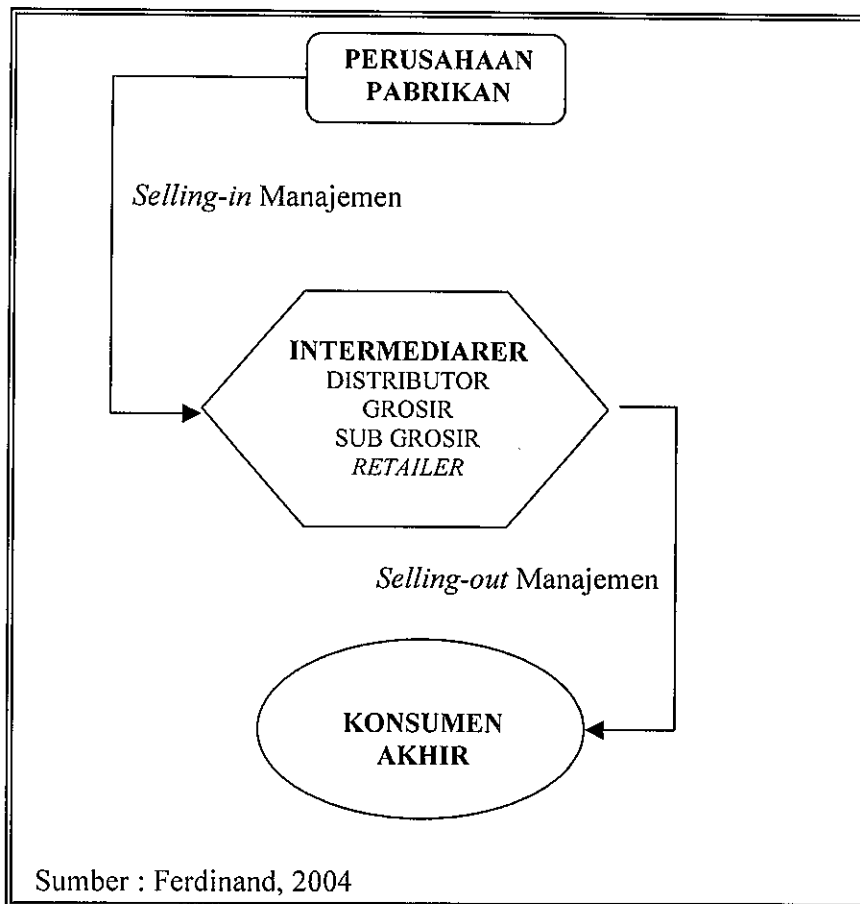 PERUSAHAAN
PABRIKAN
Selling-in Manajemen
INTERMEDIARER
DISTRIBUTOR
GROSIR
SUB GROSIR
RETAILER
Selling-out Manajemen
KONSUMEN
AKHIR
Sumber : Ferdinand, 2004